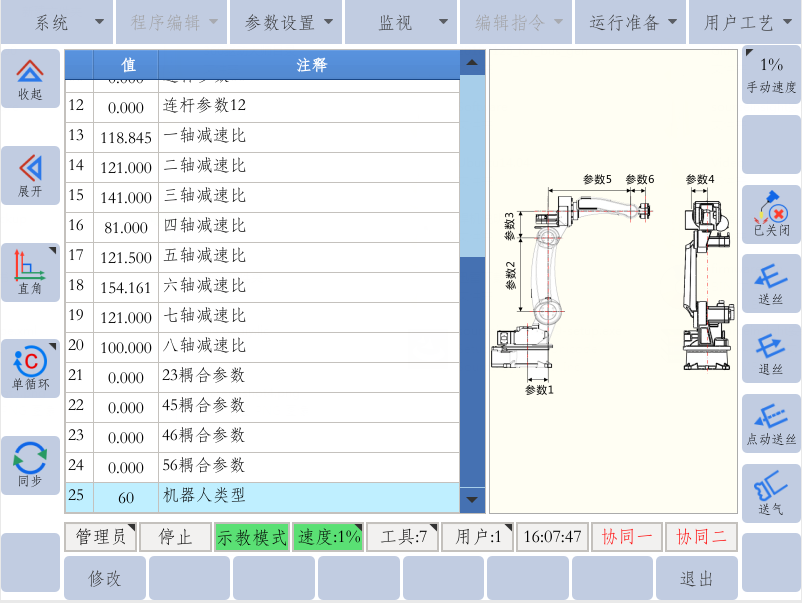 系统 程序编辑 参数设置 监视 编辑指令 运行准备 用户工艺
收起
展开
直角
C
单循环
同步
值 注释
12 0.000 连杆参数12
13 118.845 一轴减速比
14 121.000 二轴减速比
15 141.000 三轴减速比
16 81.000 四轴减速比
17 121.500 五轴减速比
18 154.161 六轴减速比
19 121.000 七轴减速比
20 100.000 八轴减速比
21 0.000 23耦合参数
22 0.000 45耦合参数
23 0.000 46耦合参数
24 0.000 56耦合参数
25 60 机器人类型
参数5 参数6 参数4
参数3
参数2
参数1
1%
手动速度
已关闭
送丝
退丝
点动送丝
送气
管理员 停止 示教模式 速度:1% 工具:7 用户:1 16:07:47 协同一 协同二
修改 退出